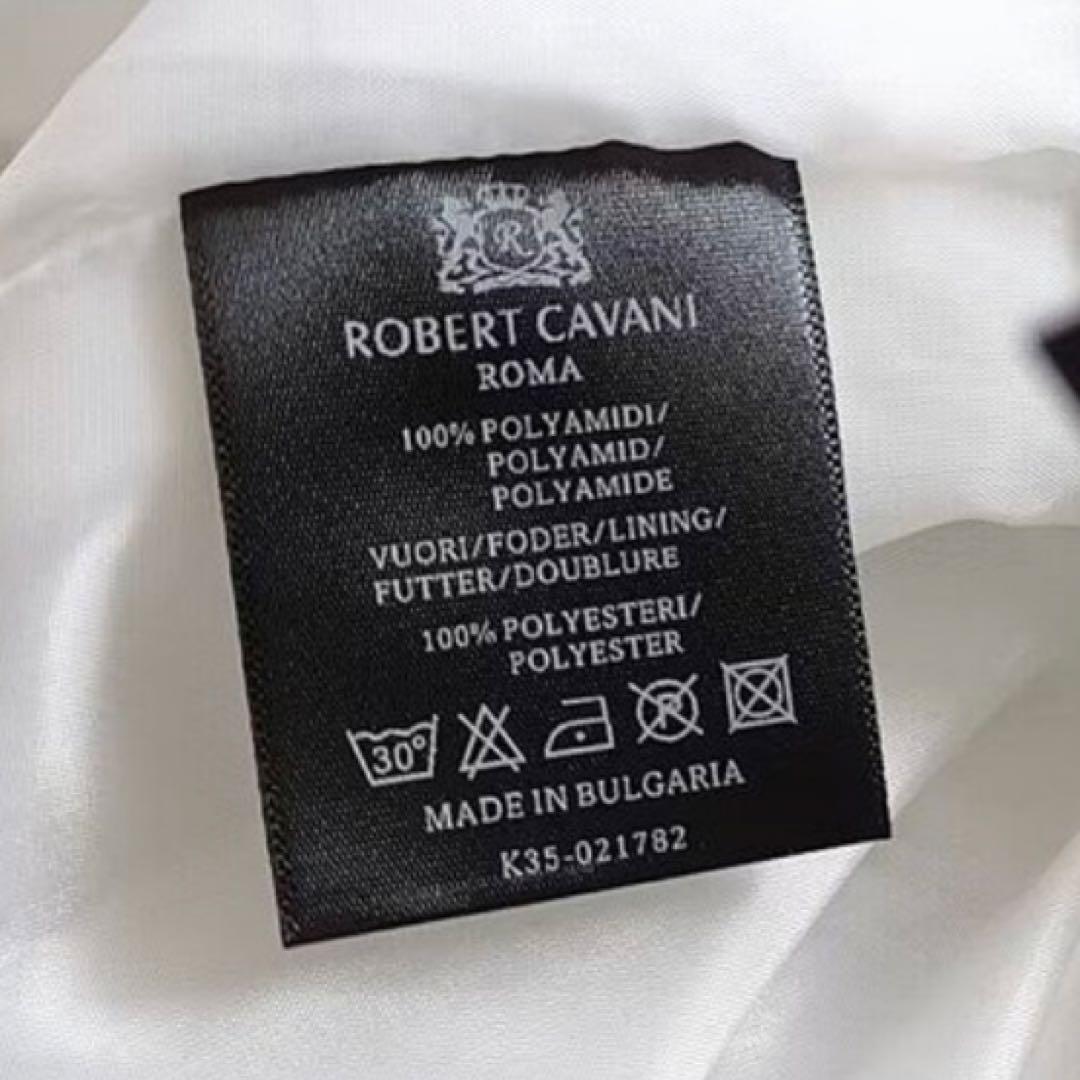 R
ROBERT CAVANI
ROMA
100% POLYAMIDI/
POLYAMID/
POLYAMIDE
VUORI/FODER/LINING/
FUTTER/DOUBLURE
100% POLYESTERI/
POLYESTER
30°
R
MADE IN BULGARIA
K35-021782